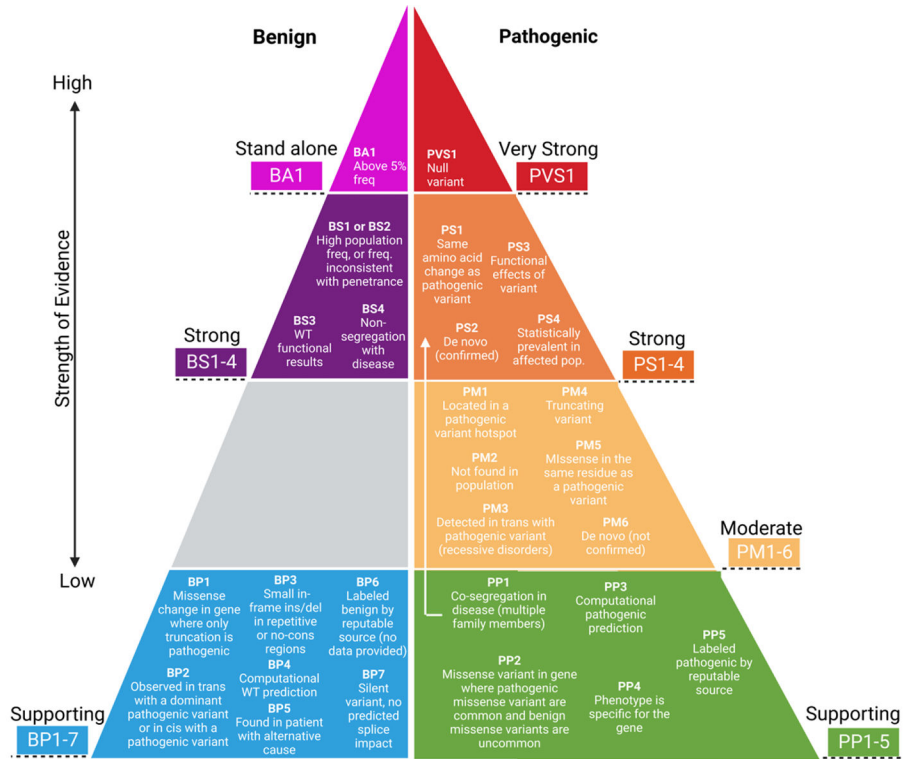 Benign
Pathogenic
High
Strength of Evidence
Low
Stand alone
BA1
BA1
Above 5%
freq
PVS1
Null
variant
Very Strong
PVS1
BS1 or BS2
High population
freq, or freq.
inconsistent
with penetrance
BS3
WT
functional
results
BS4
Non-
segregation
with
disease
Strong
BS1-4
PS1
Same
amino acid
change as
pathogenic
variant
PS3
Functional
effects of
variant
PS2
De novo
(confirmed)
PS4
Statistically
prevalent in
affected pop.
Strong
PS1-4
PM1
Located in a
pathogenic
variant hotspot
PM4
Truncating
variant
PM2
Not found in
population
PM5
MIssense in the
same residue as
a pathogenic
variant
PM3
Detected in trans with
pathogenic variant
(recessive disorders)
PM6
De novo (not
confirmed)
Moderate
PM1-6
BP1
Missense
change in gene
where only
truncation is
pathogenic
BP3
Small in-
frame ins/del
in repetitive
or no-cons
regions
BP6
Labeled
benign by
reputable
source (no
data provided)
BP2
Observed in trans
with a dominant
pathogenic variant
or in cis with a
pathogenic variant
BP4
Computational
WT prediction
BP5
Found in patient
with alternative
cause
BP7
Silent
variant, no
predicted
splice
impact
Supporting
BP1-7
PP1
Co-segregation in
disease (multiple
family members)
PP3
Computational
pathogenic
prediction
PP2
Missense variant in gene
where pathogenic
missense variant are
common and benign
missense variants are
uncommon
PP4
Phenotype is
specific for the
gene
PP5
Labeled
pathogenic by
reputable
source
Supporting
PP1-5